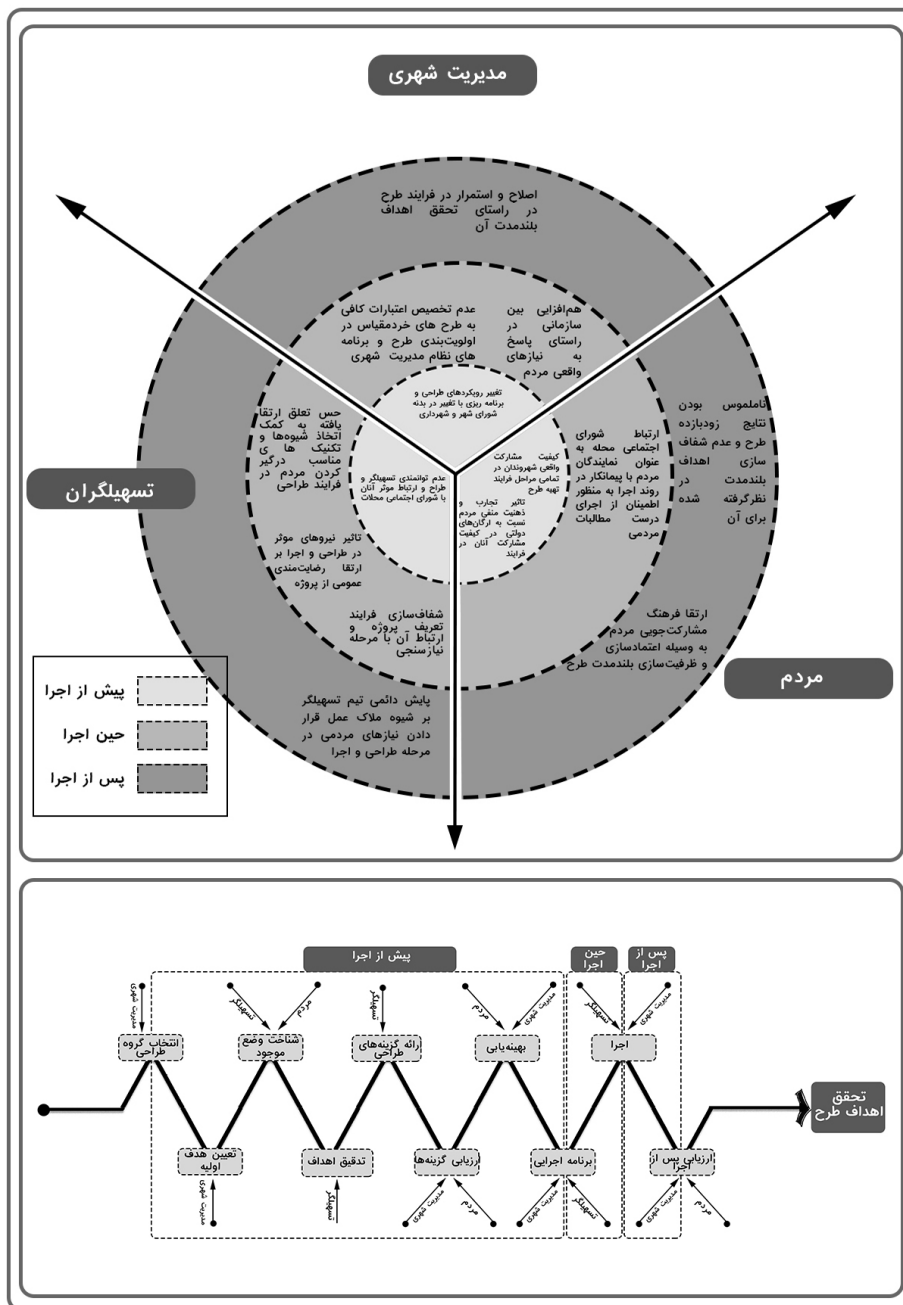 مدیریت شهری
اصلاح و استمرار در فرایند طرح
در راستای تحقق اهداف
بلندمدت آن
هم‌افزایی بین
سازمانی در
راستای پاسخ
به نیازهای
واقعی مردم
عدم تخصیص اعتبارات کافی
به طرح های خردمقیاس در
اولویت‌بندی طرح و برنامه
های نظام مدیریت شهری
تغییر رویکردهای طراحی و
برنامه ریزی با تغییر در بدنه
شورای شهر و شهرداری
ناملموس بودن
نتایج زودبازده
طرح و عدم شفاف
سازی اهداف
بلندمدت در
نظرگرفته شده
برای آن
ارتباط شورای
اجتماعی محله به
عنوان نمایندگان
مردم با پیمانکار در
روند اجرا به منظور
اطمینان از اجرای
درست مطالبات
مردمی
کیفیت مشارکت
واقعی شهروندان در
تمامی مراحل فرایند
تهیه طرح
تاثیر تجارب و
ذهنیت منفی مردم
نسبت به ارگان‌های
دولتی در کیفیت
مشارکت آنان در
فرایند
ارتقا فرهنگ
مشارکت‌جویی مردم
به وسیله اعتمادسازی
و ظرفیت‌سازی بلندمدت طرح
مردم
حس تعلق ارتقا
یافته به کمک
اتخاذ شیوه‌ها و
تکنیک ها ی
مناسب درگیر
کردن مردم در
فرایند طراحی
عدم توانمندی تسهیلگر و
طراح و ارتباط موثر آنان
با شورای اجتماعی محلات
تاثیر نیروهای موثر
در طراحی و اجرا بر
ارتقا رضایت‌مندی
عمومی از پروژه
شفاف‌سازی فرایند
تعریف پروژه و
ارتباط آن با مرحله
نیازسنجی
پایش دائمی تیم تسهیلگر
بر شیوه ملاک عمل قرار
دادن نیازهای مردمی در
مرحله طراحی و اجرا
تسهیلگران
پیش از اجرا
حین اجرا
پس از اجرا
پیش از اجرا
حین
اجرا
پس از
اجرا
مدیریت شهری
تسهیلگر
مردم
تسهیلگر
مردم
مدیریت شهری
تسهیلگر
مدیریت شهری
انتخاب گروه
طراحی
شناخت وضع
موجود
رائه گزینه‌های
طراحی
بهینه‌یابی
اجرا
تحقق
اهداف طرح
تعیین هدف
اولیه
تدقیق اهداف
ارزیابی گزینه‌ها
برنامه اجرایی
ارزیابی پس از
اجرا
مدیریت شهری
تسهیلگر
مدیریت شهری
مردم
مدیریت شهری
تسهیلگر
مدیریت شهری
مردم